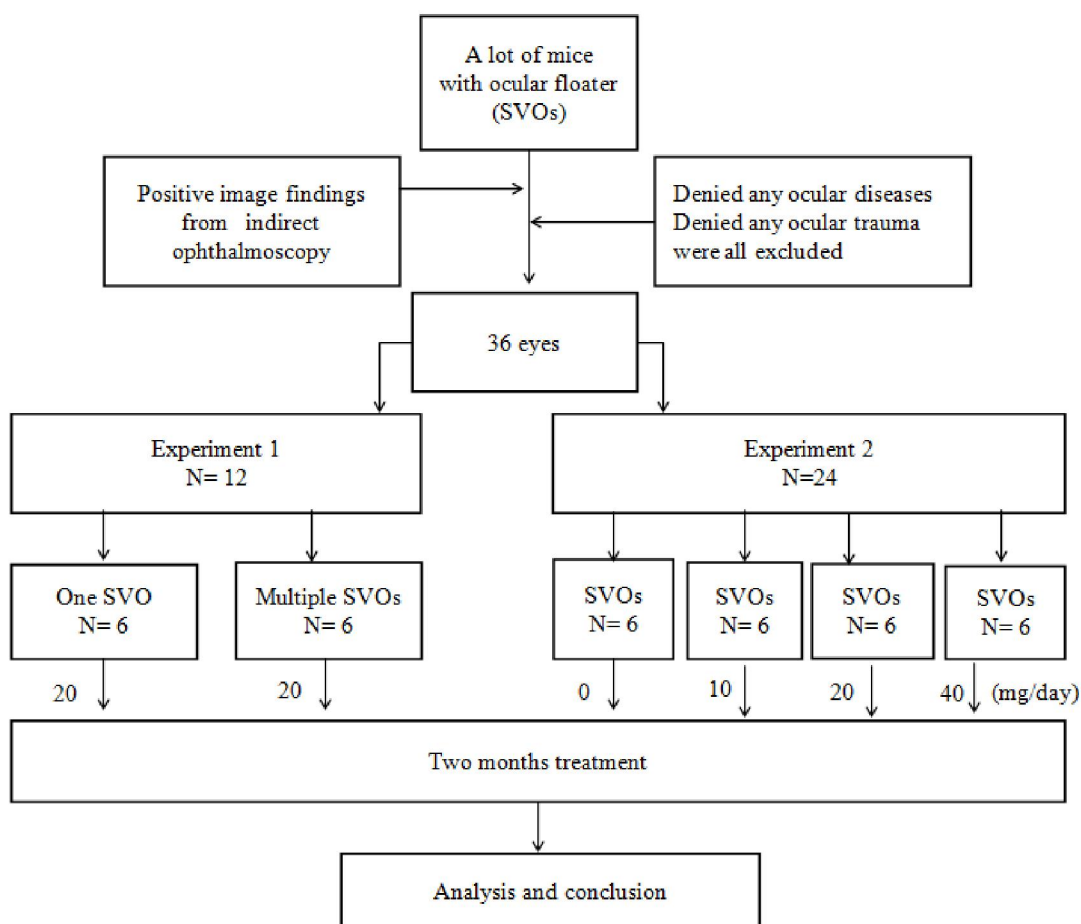 A lot of mice
with ocular floater
(SVOs)
Positive image findings
from indirect
ophthalmoscopy
Denied any ocular diseases
Denied any ocular trauma
were all excluded
36 eyes
Experiment 1
N= 12
Experiment 2
N=24
One SVO
N= 6
Multiple SVOs
N= 6
SVOs
N= 6
SVOs
N= 6
SVOs
N= 6
SVOs
N= 6
20
20
0
10
20
40 (mg/day)
Two months treatment
Analysis and conclusion